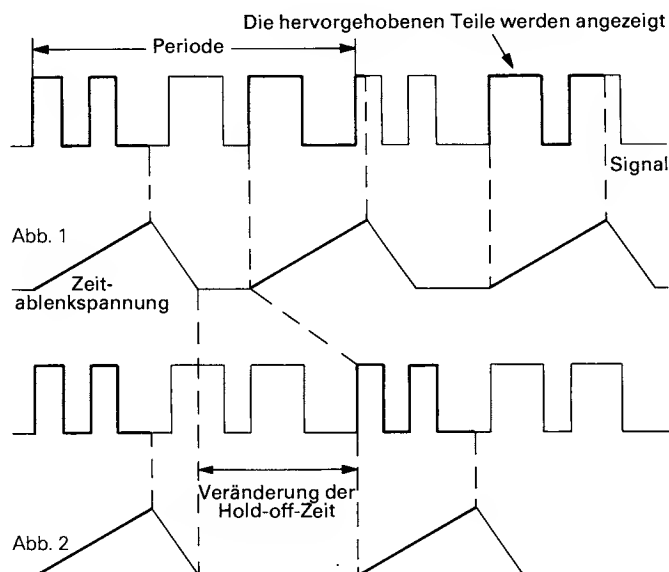 Die hervorgehobenen Teile werden angezeigt
Periode
Signal
Abb. 1
Zeit-
ablenkspannung
Veränderung der
Hold-off-Zeit
Abb. 2